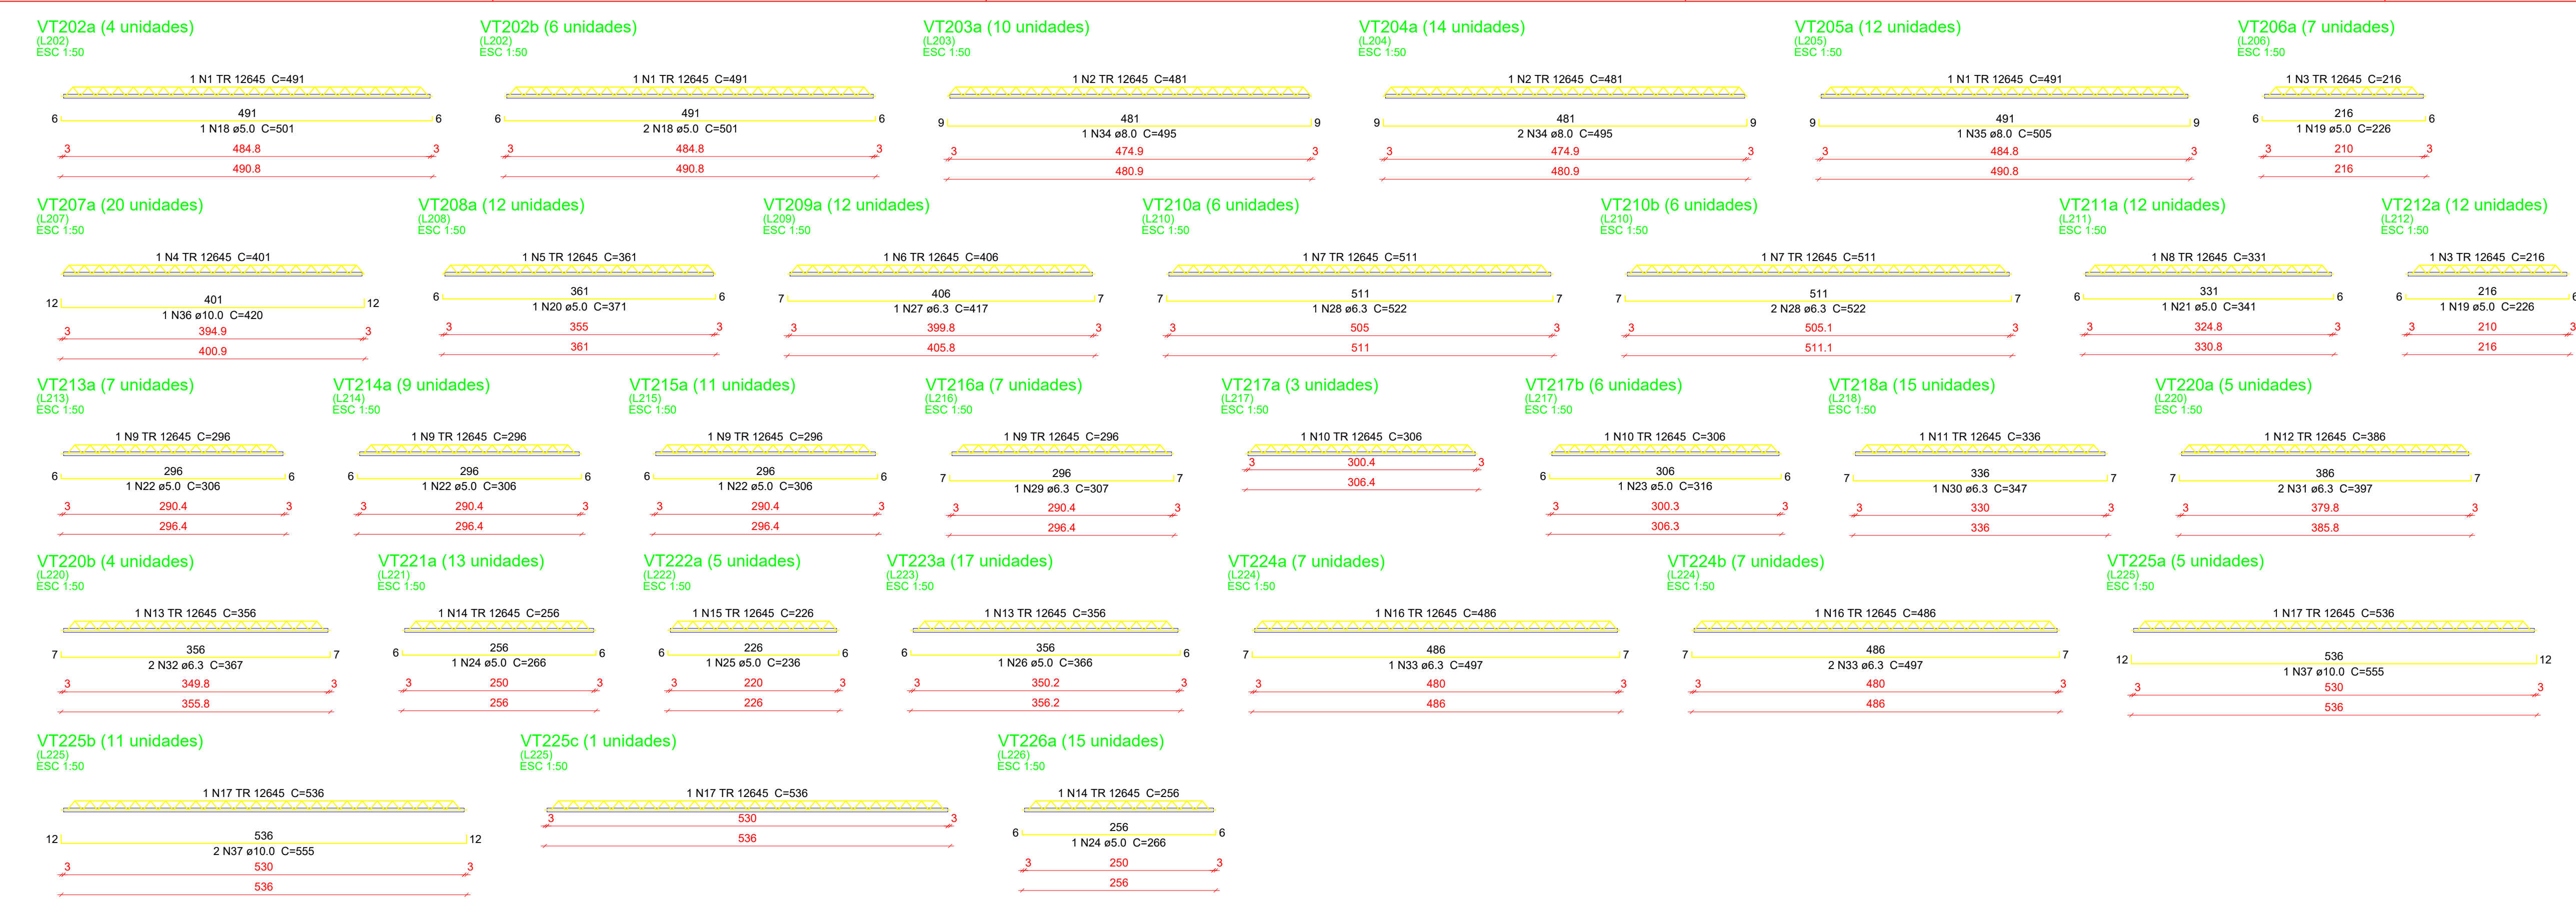 VT202a (4 unidades)
(L202)
ESC 1:50
1 N1 TR 12645 C=491
6 491 6
1 N18 ø5.0 C=501
3 484.8 3
490.8
VT202b (6 unidades)
(L202)
ESC 1:50
1 N1 TR 12645 C=491
6 491 6
2 N18 ø5.0 C=501
3 484.8 3
490.8
VT203a (10 unidades)
(L203)
ESC 1:50
1 N2 TR 12645 C=481
9 481 9
1 N34 ø8.0 C=495
3 474.9 3
480.9
VT204a (14 unidades)
(L204)
ESC 1:50
1 N2 TR 12645 C=481
9 481 9
2 N34 ø8.0 C=495
3 474.9 3
480.9
VT205a (12 unidades)
(L205)
ESC 1:50
1 N1 TR 12645 C=491
9 491 9
1 N35 ø8.0 C=505
3 484.8 3
490.8
VT206a (7 unidades)
(L206)
ESC 1:50
1 N3 TR 12645 C=216
6 216 6
1 N19 ø5.0 C=226
3 210 3
216
VT207a (20 unidades)
(L207)
ESC 1:50
1 N4 TR 12645 C=401
12 401 12
1 N36 ø10.0 C=420
3 394.9 3
400.9
VT208a (12 unidades)
(L208)
ESC 1:50
1 N5 TR 12645 C=361
6 361 6
1 N20 ø5.0 C=371
3 355 3
361
VT209a (12 unidades)
(L209)
ESC 1:50
1 N6 TR 12645 C=406
7 406 7
1 N27 ø6.3 C=417
3 399.8 3
405.8
VT210a (6 unidades)
(L210)
ESC 1:50
1 N7 TR 12645 C=511
7 511 7
1 N28 ø6.3 C=522
3 505 3
511
VT210b (6 unidades)
(L210)
ESC 1:50
1 N7 TR 12645 C=511
7 511 7
2 N28 ø6.3 C=522
3 505.1 3
511.1
VT211a (12 unidades)
(L211)
ESC 1:50
1 N8 TR 12645 C=331
6 331 6
1 N21 ø5.0 C=341
3 324.8 3
330.8
VT212a (12 unidades)
(L212)
ESC 1:50
1 N3 TR 12645 C=216
6 216 6
1 N19 ø5.0 C=226
3 210 3
216
VT213a (7 unidades)
(L213)
ESC 1:50
1 N9 TR 12645 C=296
6 296 6
1 N22 ø5.0 C=306
3 290.4 3
296.4
VT214a (9 unidades)
(L214)
ESC 1:50
1 N9 TR 12645 C=296
6 296 6
1 N22 ø5.0 C=306
3 290.4 3
296.4
VT215a (11 unidades)
(L215)
ESC 1:50
1 N9 TR 12645 C=296
6 296 6
1 N22 ø5.0 C=306
3 290.4 3
296.4
VT216a (7 unidades)
(L216)
ESC 1:50
1 N9 TR 12645 C=296
7 296 7
1 N29 ø6.3 C=307
3 290.4 3
296.4
VT217a (3 unidades)
(L217)
ESC 1:50
1 N10 TR 12645 C=306
3 300.4 3
306.4
VT217b (6 unidades)
(L217)
ESC 1:50
1 N10 TR 12645 C=306
6 306 6
1 N23 ø5.0 C=316
3 300.3 3
306.3
VT218a (15 unidades)
(L218)
ESC 1:50
1 N11 TR 12645 C=336
7 336 7
1 N30 ø6.3 C=347
3 330 3
336
VT220a (5 unidades)
(L220)
ESC 1:50
1 N12 TR 12645 C=386
7 386 7
2 N31 ø6.3 C=397
3 379.8 3
385.8
VT220b (4 unidades)
(L220)
ESC 1:50
1 N13 TR 12645 C=356
7 356 7
2 N32 ø6.3 C=367
3 349.8 3
355.8
VT221a (13 unidades)
(L221)
ESC 1:50
1 N14 TR 12645 C=256
6 256 6
1 N24 ø5.0 C=266
3 250 3
256
VT222a (5 unidades)
(L222)
ESC 1:50
1 N15 TR 12645 C=226
6 226 6
1 N25 ø5.0 C=236
3 220 3
226
VT223a (17 unidades)
(L223)
ESC 1:50
1 N13 TR 12645 C=356
6 356 6
1 N26 ø5.0 C=366
3 350.2 3
356.2
VT224a (7 unidades)
(L224)
ESC 1:50
1 N16 TR 12645 C=486
7 486 7
1 N33 ø6.3 C=497
3 480 3
486
VT224b (7 unidades)
(L224)
ESC 1:50
1 N16 TR 12645 C=486
7 486 7
2 N33 ø6.3 C=497
3 480 3
486
VT225a (5 unidades)
(L225)
ESC 1:50
1 N17 TR 12645 C=536
12 536 12
1 N37 ø10.0 C=555
3 530 3
536
VT225b (11 unidades)
(L225)
ESC 1:50
1 N17 TR 12645 C=536
12 536 12
2 N37 ø10.0 C=555
3 530 3
536
VT225c (1 unidades)
(L225)
ESC 1:50
1 N17 TR 12645 C=536
3 530 3
536
VT226a (15 unidades)
(L226)
ESC 1:50
1 N14 TR 12645 C=256
6 256 6
1 N24 ø5.0 C=266
3 250 3
256